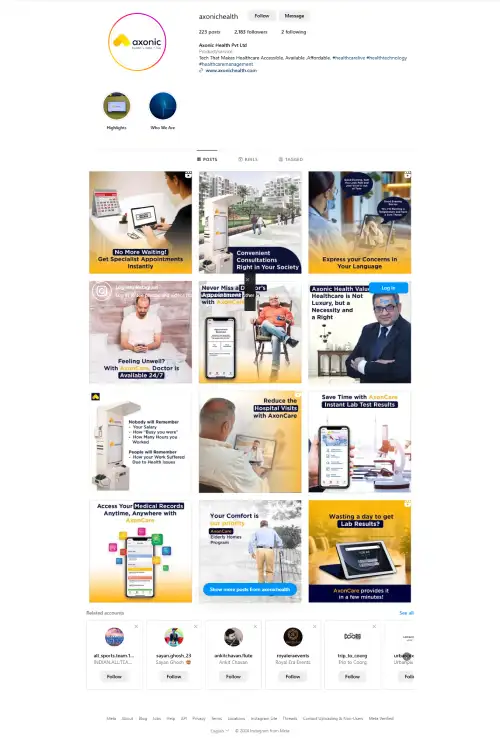 axonichealth
Follow
Message
223 posts
2,183 followers
2 following
Axonic Health Pvt Ltd
Product/service
Tech That Makes Healthcare Accessible. Available. Affordable. #healthcarelive #healthtechnology
#healthcaremanagement
www.axonichealth.com
axonic
Highlights
Who We Are
POSTS
REELS
TAGGED
No More Waiting!
Get Specialist Appointments
Instantly
Convenient
Consultations
Right in Your Society
Express your Concerns in
Your Language
Feeling Unwell?
With AxonCare, Doctor is
Available 24/7
Never Miss a Doctor's
Appointment
with AxonCare
Axonic Health
Healthcare is Not
Luxury, but a
Necessity and
a Right
Log In
Nobody will Remember
- Your Salary
- How "Busy you were"
- How Many Hours you
Worked
People will Remember
- How your Work Suffered
Due to Health Issues
Reduce the
Hospital Visits
with AxonCare
Save Time with AxonCare
Instant Lab Test Results
Access Your Medical Records
Anytime, Anywhere with
AxonCare
Your Comfort is
our priority
AxonCare
Elderly Homes
Program
Show more posts from axonichealth
Wasting a day to get
Lab Results?
AxonCare provides it
in a few minutes!
Related accounts
See all
all_sports.team.1...
INDIAN.ALL.TEA...
Follow
sayan.ghosh_23
Sayan Ghosh
Follow
ankitchavan.flute
Ankit Chavan
Follow
royaleraevents
Royal Era Events
Follow
trip_to_coorg
Trip to Coorg
Follow
Meta
About
Blog
Jobs
Help
API
Privacy
Terms
Locations
Instagram Lite
Threads
Contact Uploading & Non-Users
Meta Verified
English
© 2024 Instagram from Meta